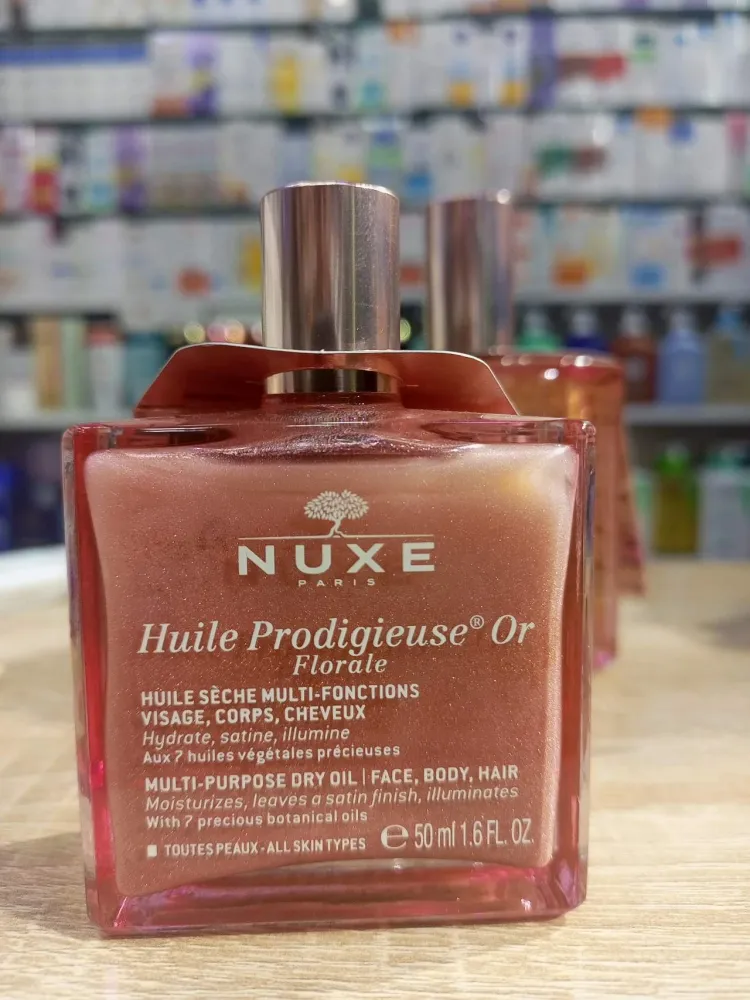 NUXE
PARIS
Huile Prodigieuse® Or
Florale
HUILE SÈCHE MULTI-FONCTIONS
VISAGE, CORPS, CHEVEUX
Hydrate, satine, illumine
Aux 7 huiles végétales précieuses
MULTI-PURPOSE DRY OIL | FACE, BODY, HAIR
Moisturizes, leaves a satin finish, illuminates
With 7 precious botanical oils
℮ 50 ml 1.6 FL. OZ.
TOUTES PEAUX - ALL SKIN TYPES